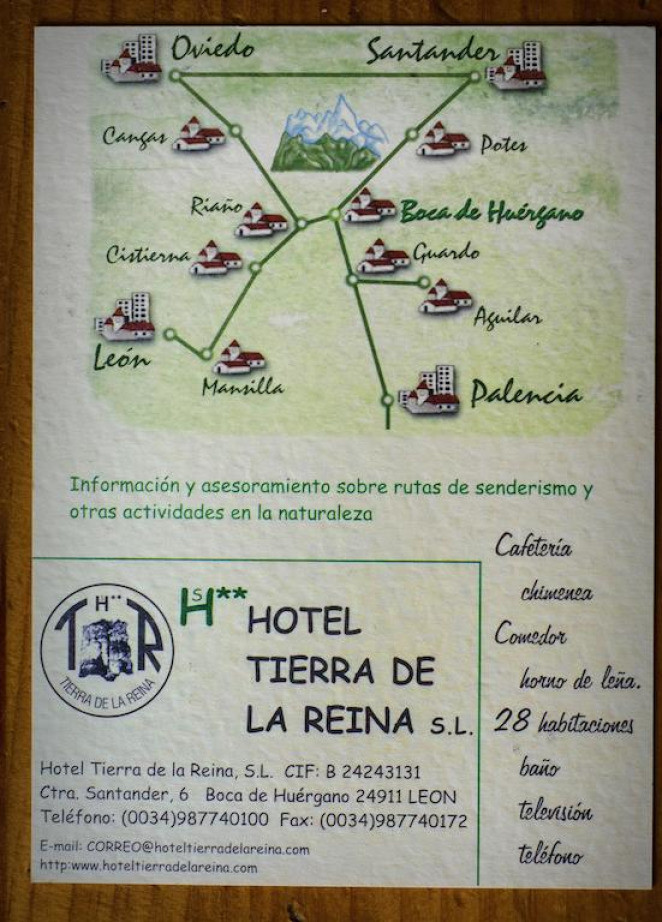 Oviedo
Santander
Cangas
Potes
Riaño
Boca de Huérgano
Cistierna
Guardo
Aguilar
León
Mansilla
Palencia
Información y asesoramiento sobre rutas de senderismo y
otras actividades en la naturaleza
Cafetería
chimenea
Comedor
horno de leña.
28 habitaciones
baño
televisión
teléfono
H**
T R
TIERRA DE LA REINA
HS**
HOTEL
TIERRA DE
LA REINA S.L.
Hotel Tierra de la Reina, S.L. CIF: B 24243131
Ctra. Santander, 6 Boca de Huérgano 24911 LEON
Teléfono: (0034)987740100 Fax: (0034)987740172
E-mail: CORREO@hoteltierradelareina.com
http:www.hoteltierradelareina.com